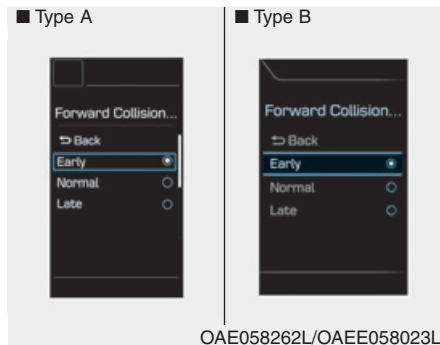 ■ Type A
Forward Collision...
⮌ Back
Early
Normal
Late
■ Type B
Forward Collision...
⮌ Back
Early
Normal
Late
OAE058262L/OAEE058023L